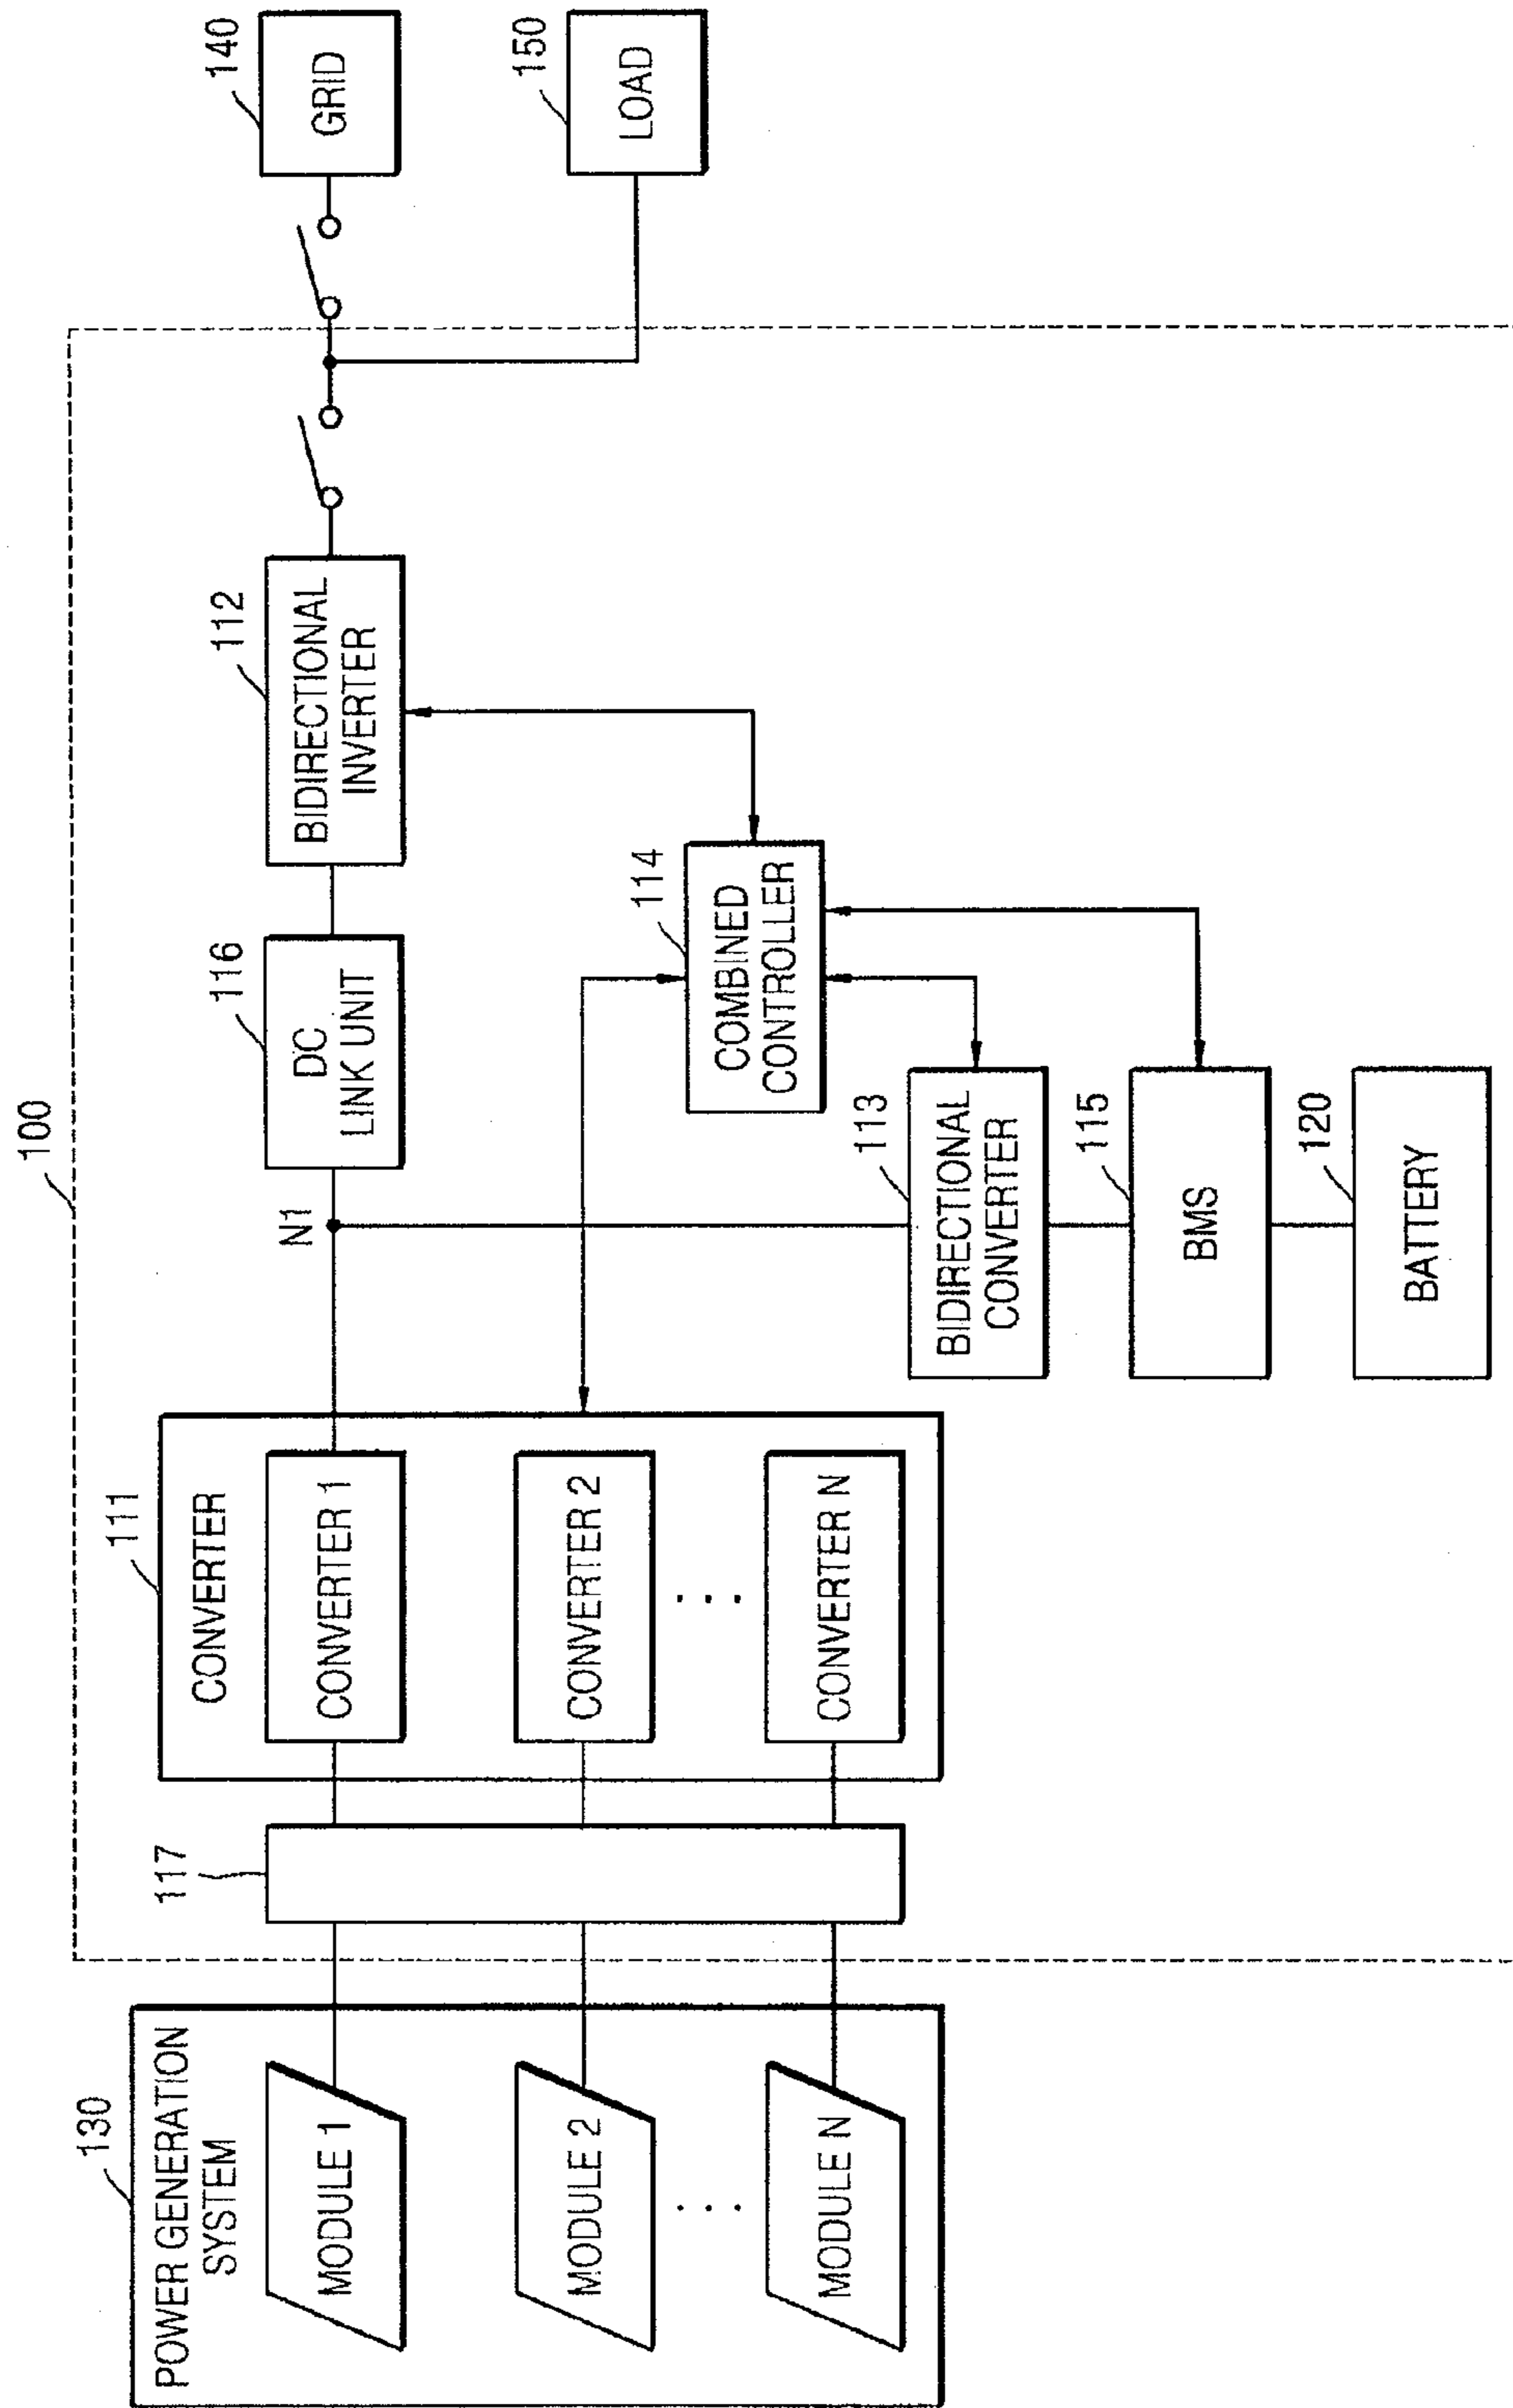 100
130
POWER GENERATION
SYSTEM
MODULE 1
MODULE 2
...
MODULE N
117
111
CONVERTER
CONVERTER 1
CONVERTER 2
...
CONVERTER N
N1
116
DC
LINK UNIT
112
BIDIRECTIONAL
INVERTER
114
COMBINED
CONTROLLER
113
BIDIRECTIONAL
CONVERTER
115
BMS
120
BATTERY
140
GRID
150
LOAD